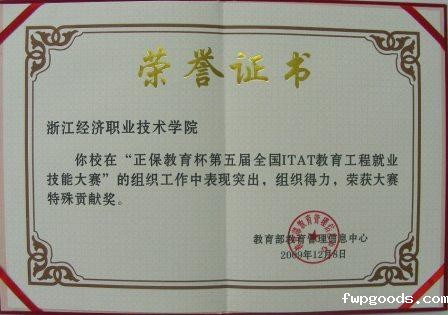 荣誉证书
浙江经济职业技术学院
你校在“正保教育杯第五届全国ITAT教育工程就业
技能大赛”的组织工作中表现突出，组织得力，荣获大赛
特殊贡献奖。
教育部教育管理信息中心
2009年12月8日
fwpgoods.com